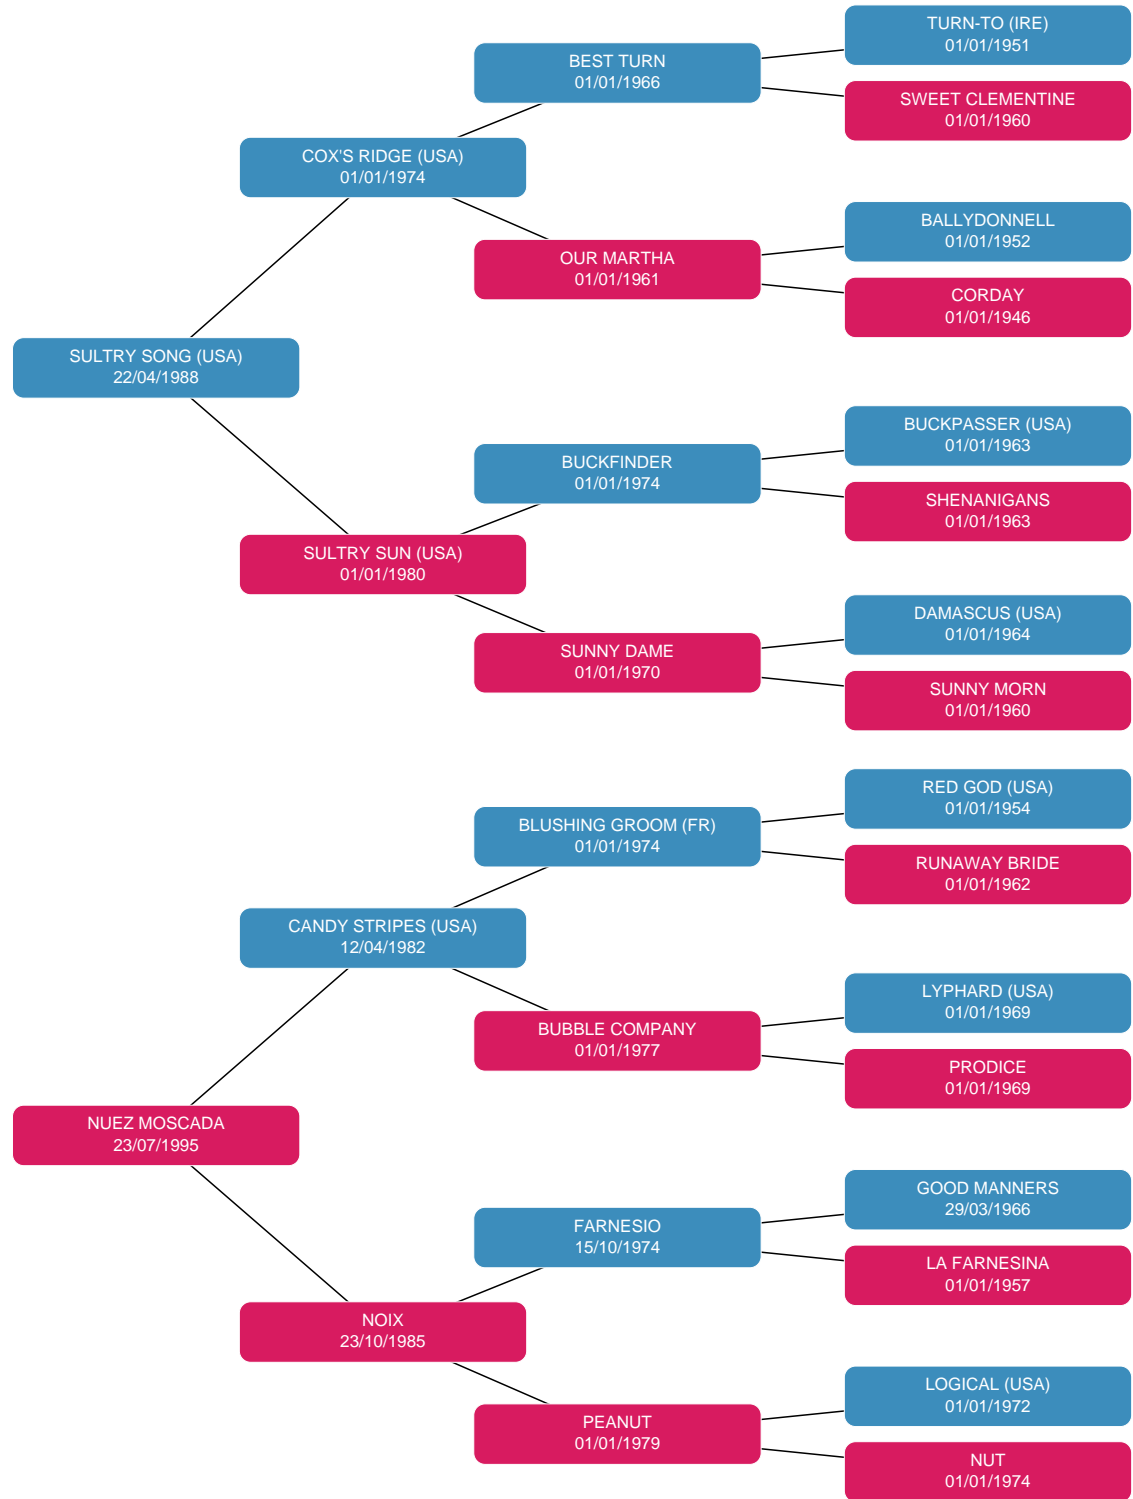 TURN-TO (IRE)
01/01/1951
BEST TURN
01/01/1966
SWEET CLEMENTINE
01/01/1960
COX'S RIDGE (USA)
01/01/1974
BALLYDONNELL
01/01/1952
OUR MARTHA
01/01/1961
CORDAY
01/01/1946
SULTRY SONG (USA)
22/04/1988
BUCKPASSER (USA)
01/01/1963
BUCKFINDER
01/01/1974
SHENANIGANS
01/01/1963
SULTRY SUN (USA)
01/01/1980
DAMASCUS (USA)
01/01/1964
SUNNY DAME
01/01/1970
SUNNY MORN
01/01/1960
RED GOD (USA)
01/01/1954
BLUSHING GROOM (FR)
01/01/1974
RUNAWAY BRIDE
01/01/1962
CANDY STRIPES (USA)
12/04/1982
LYPHARD (USA)
01/01/1969
BUBBLE COMPANY
01/01/1977
PRODICE
01/01/1969
NUEZ MOSCADA
23/07/1995
GOOD MANNERS
29/03/1966
FARNESIO
15/10/1974
LA FARNESINA
01/01/1957
NOIX
23/10/1985
LOGICAL (USA)
01/01/1972
PEANUT
01/01/1979
NUT
01/01/1974